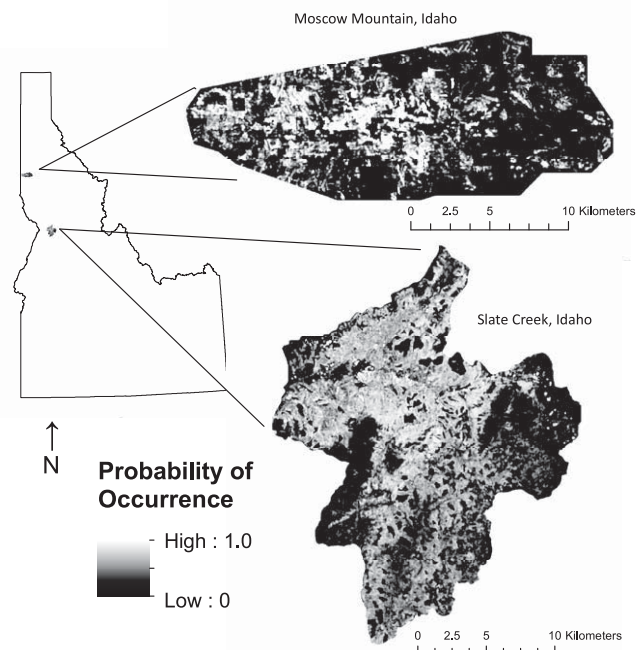 Moscow Mountain, Idaho
0 2.5 5 10 Kilometers
Slate Creek, Idaho
N
Probability of
Occurrence
High : 1.0
Low : 0
0 2.5 5 10 Kilometers